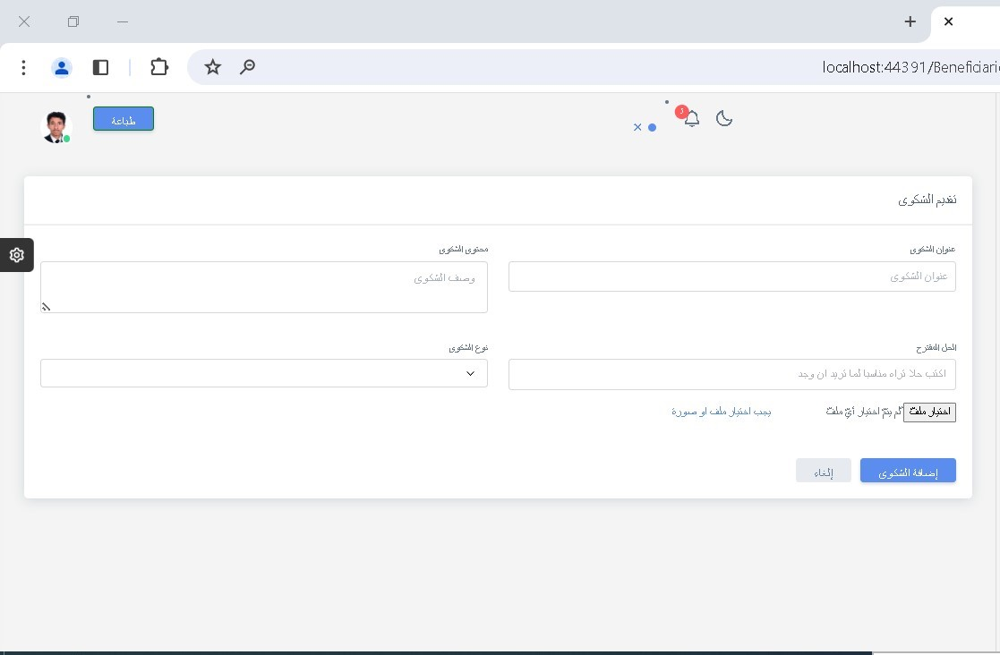 localhost:44391/Beneficiari
3
طباعة
تقديم الشكوى
عنوان الشكوى
محتوى الشكوى
عنوان الشكوى
وصف الشكوى
الحل المقترح
نوع الشكوى
اكتب حلا تراه مناسبا لما تريد ان وجد
اختيار ملفّ لم يتمّ اختيار أيّ ملفّ
يجب اختيار ملف او صورة
إضافة الشكوى
إلغاء